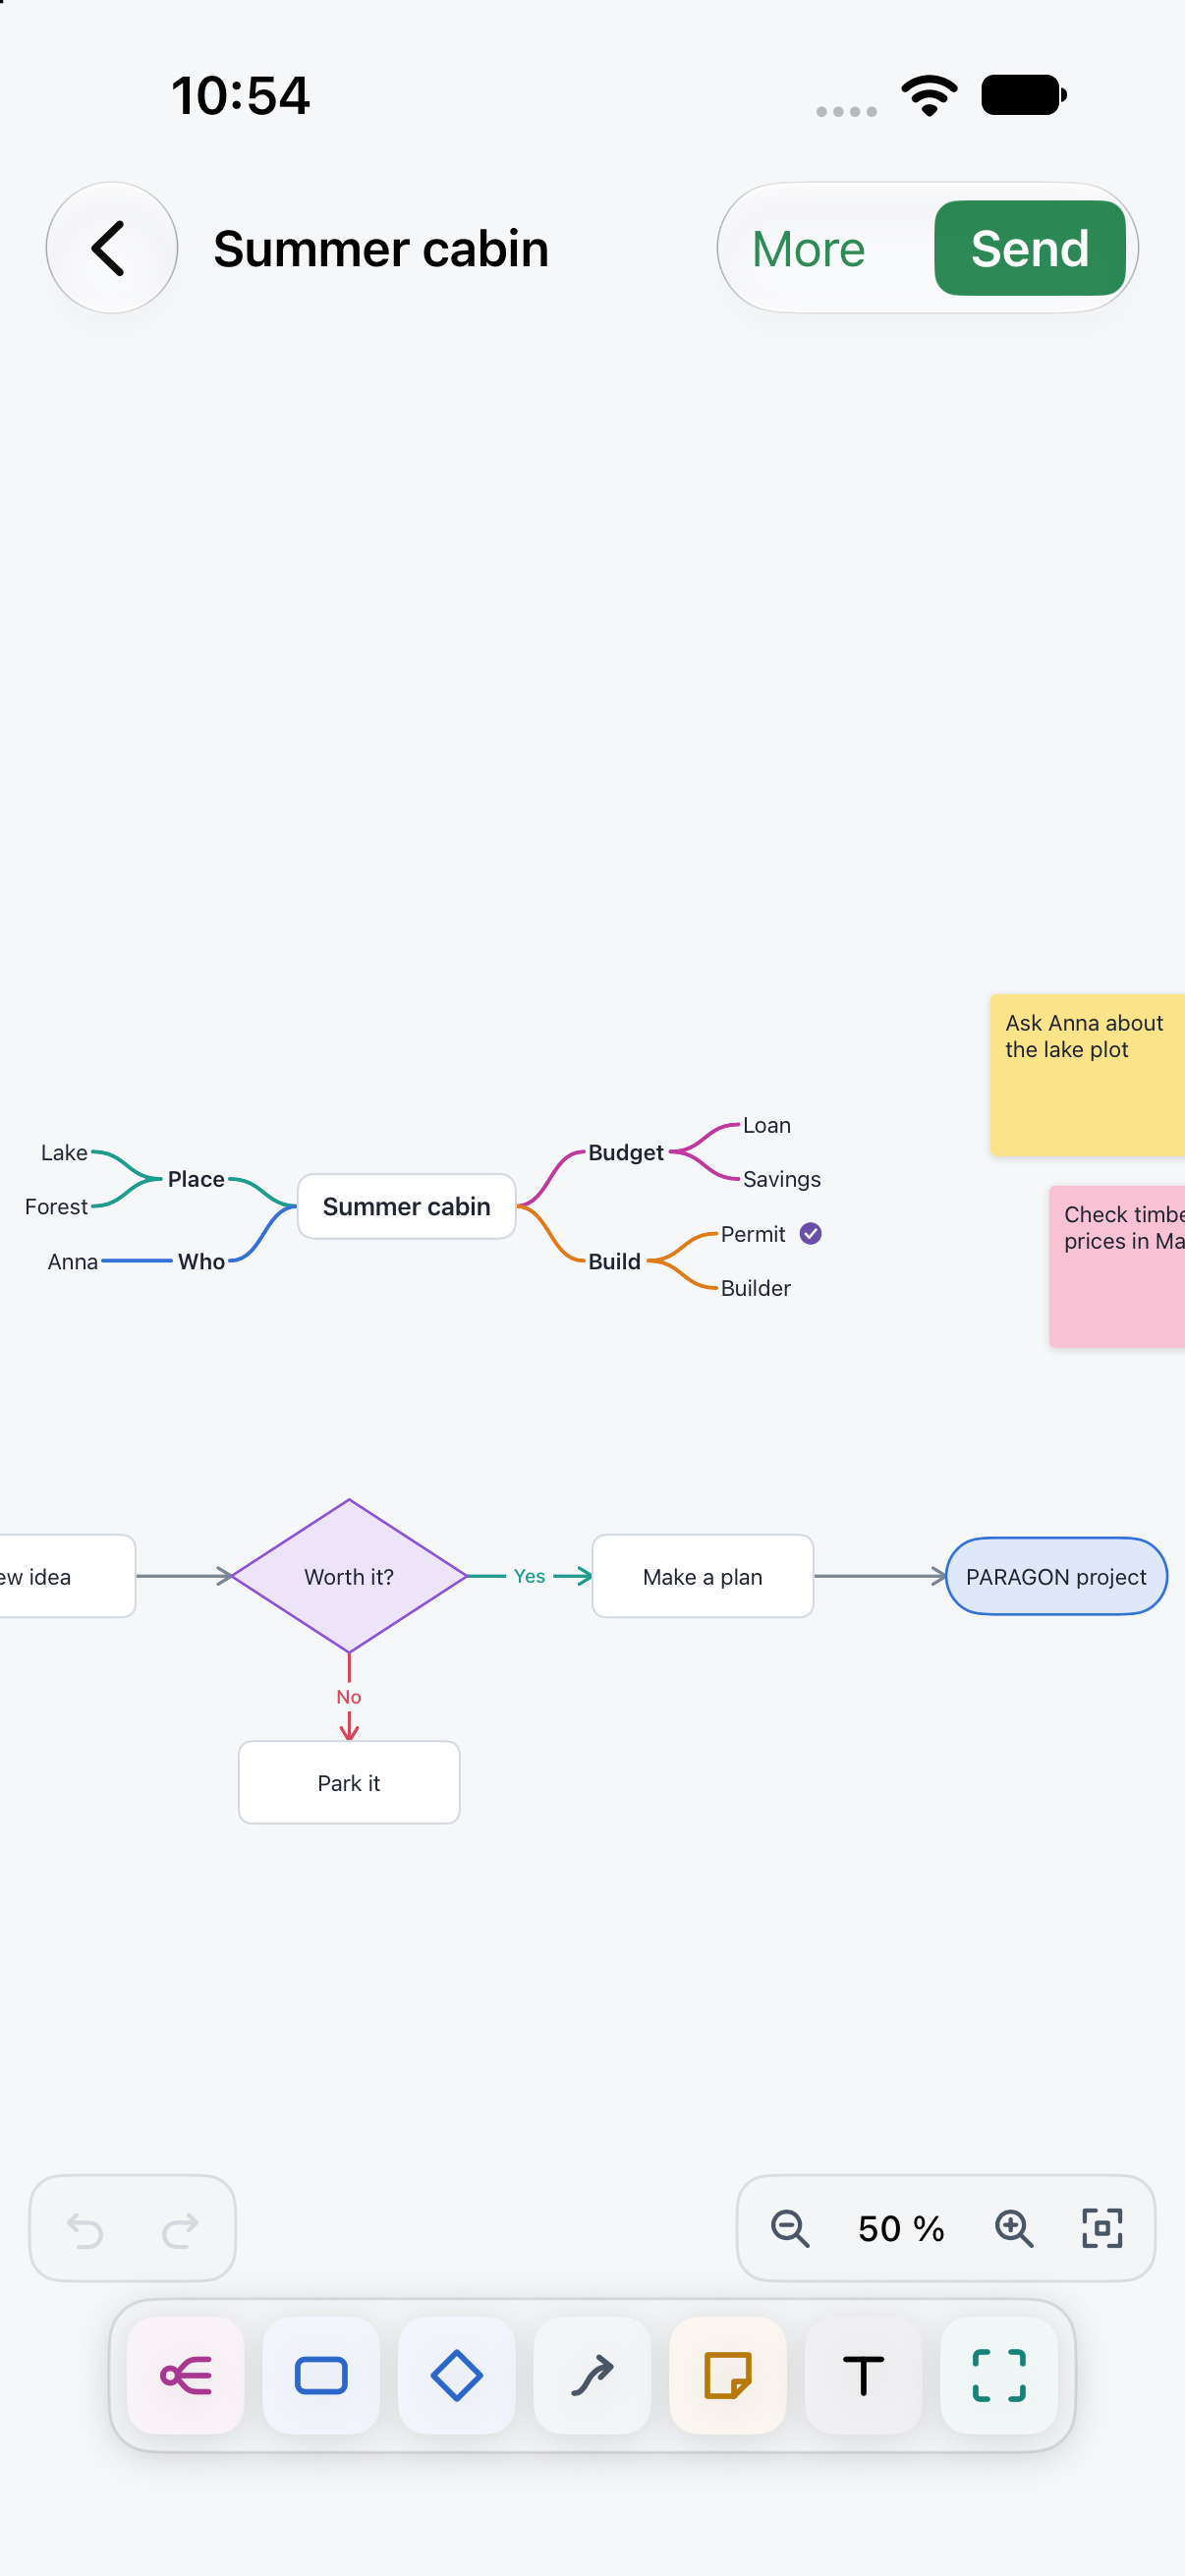 10:54
Summer cabin
More
Send
Ask Anna about
the lake plot
Check timbe
prices in Ma
Lake
Forest
Place
Anna
Who
Summer cabin
Budget
Loan
Savings
Build
Permit
Builder
ew idea
Worth it?
Yes
Make a plan
PARAGON project
No
Park it
50 %
T